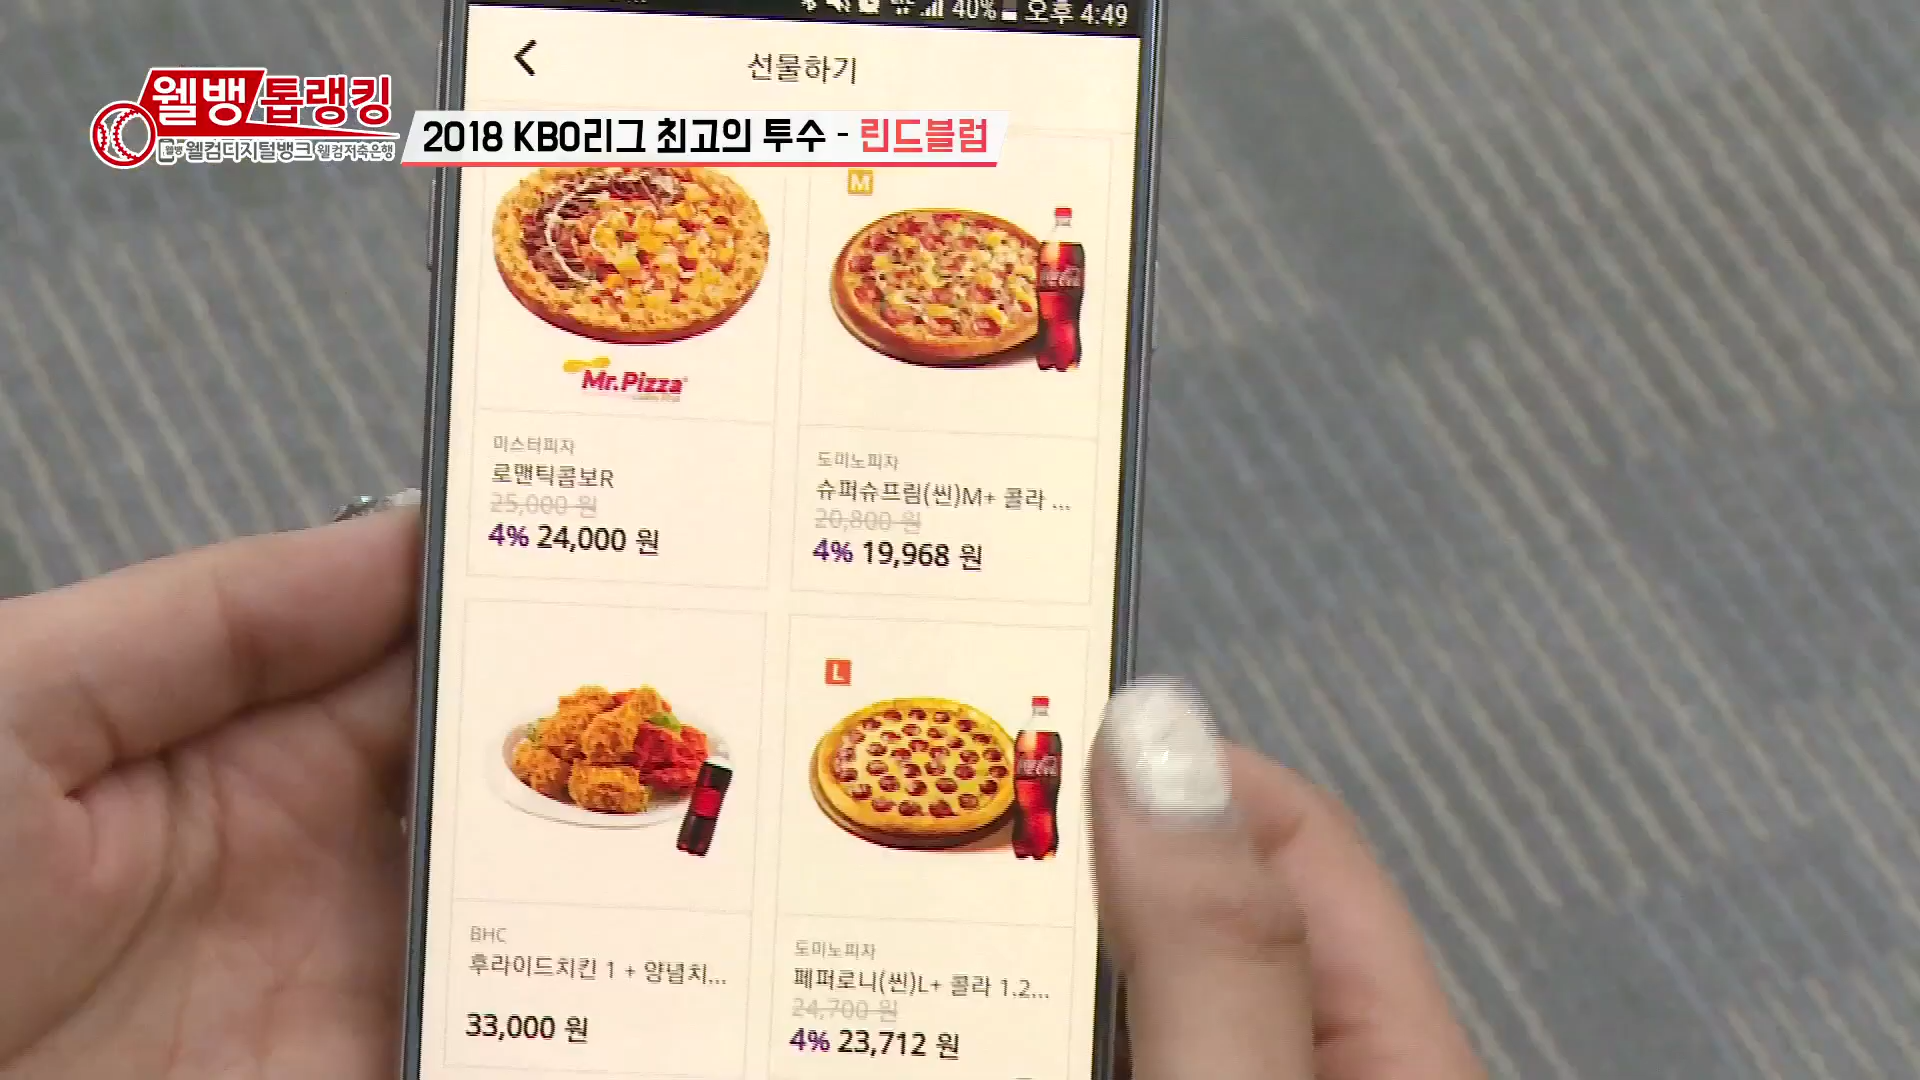 40% 오후 4:49
선물하기
웰뱅 톱랭킹
웰뱅 웰컴디지털뱅크 웰컴저축은행
2018 KBO리그 최고의 투수 - 린드블럼
M
Mr.Pizza
미스터피자
로맨틱콤보R
25,000 원
4% 24,000 원
도미노피자
슈퍼슈프림(씬)M+ 콜라 ...
20,800 원
4% 19,968 원
L
BHC
후라이드치킨 1 + 양념치...
33,000 원
도미노피자
페퍼로니(씬)L+ 콜라 1.2...
24,700 원
4% 23,712 원